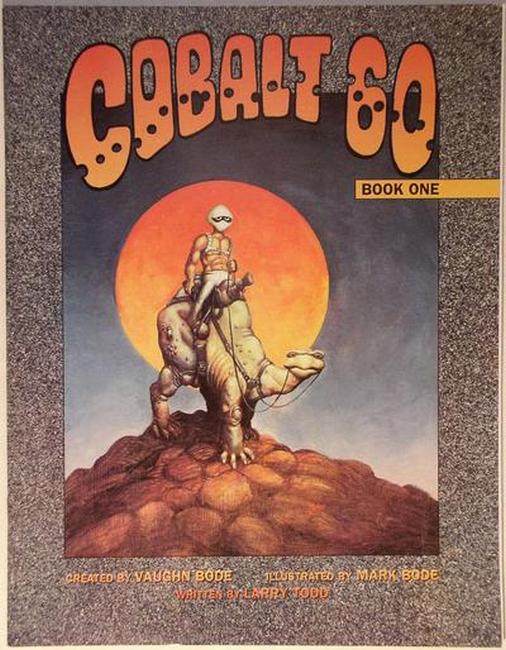 COBALT 60
BOOK ONE
CREATED BY VAUGHN BODE ILLUSTRATED BY MARK BODE
WRITTEN BY LARRY TODD